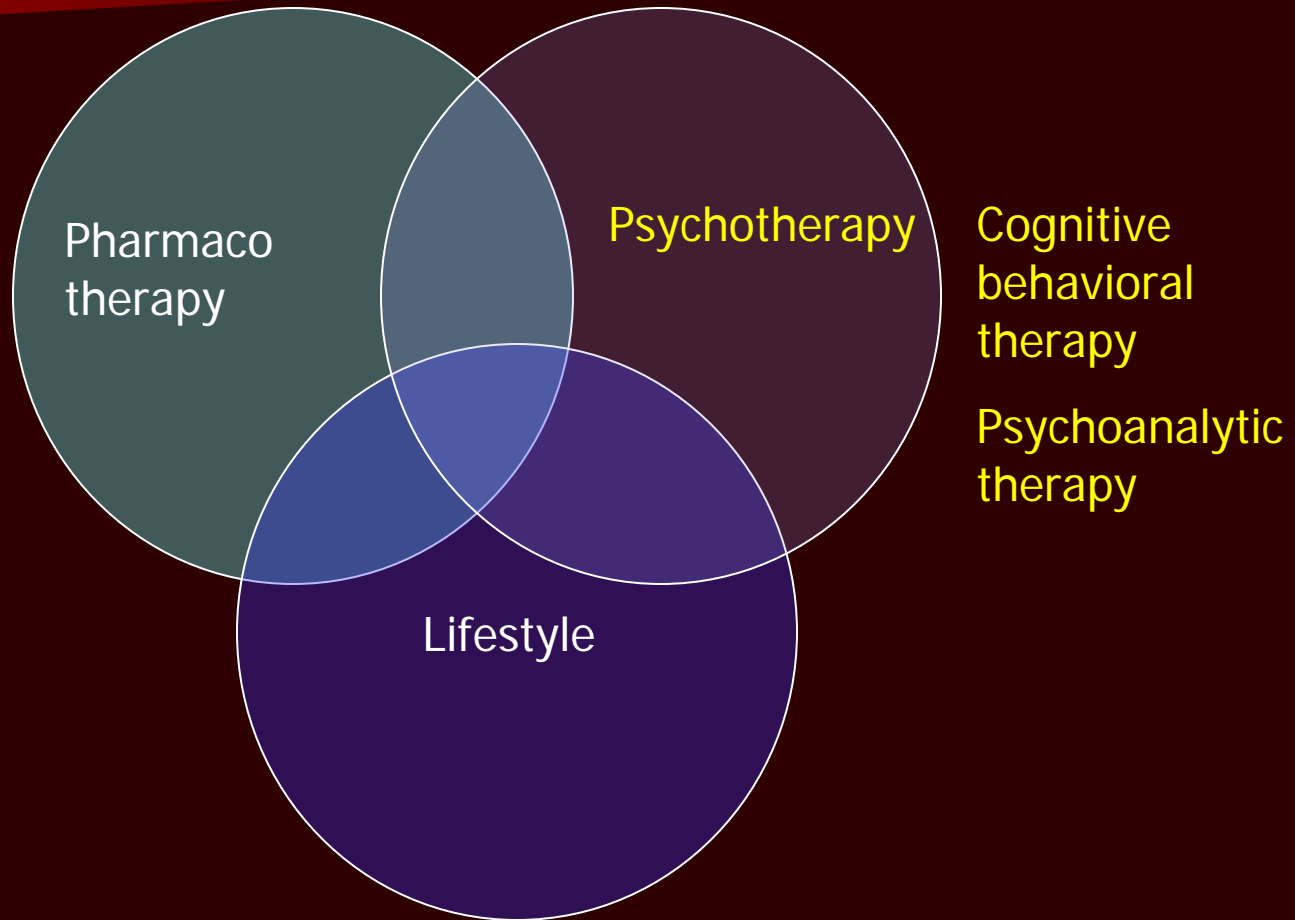 Pharmaco
therapy
Psychotherapy
Cognitive
behavioral
therapy
Psychoanalytic
therapy
Lifestyle